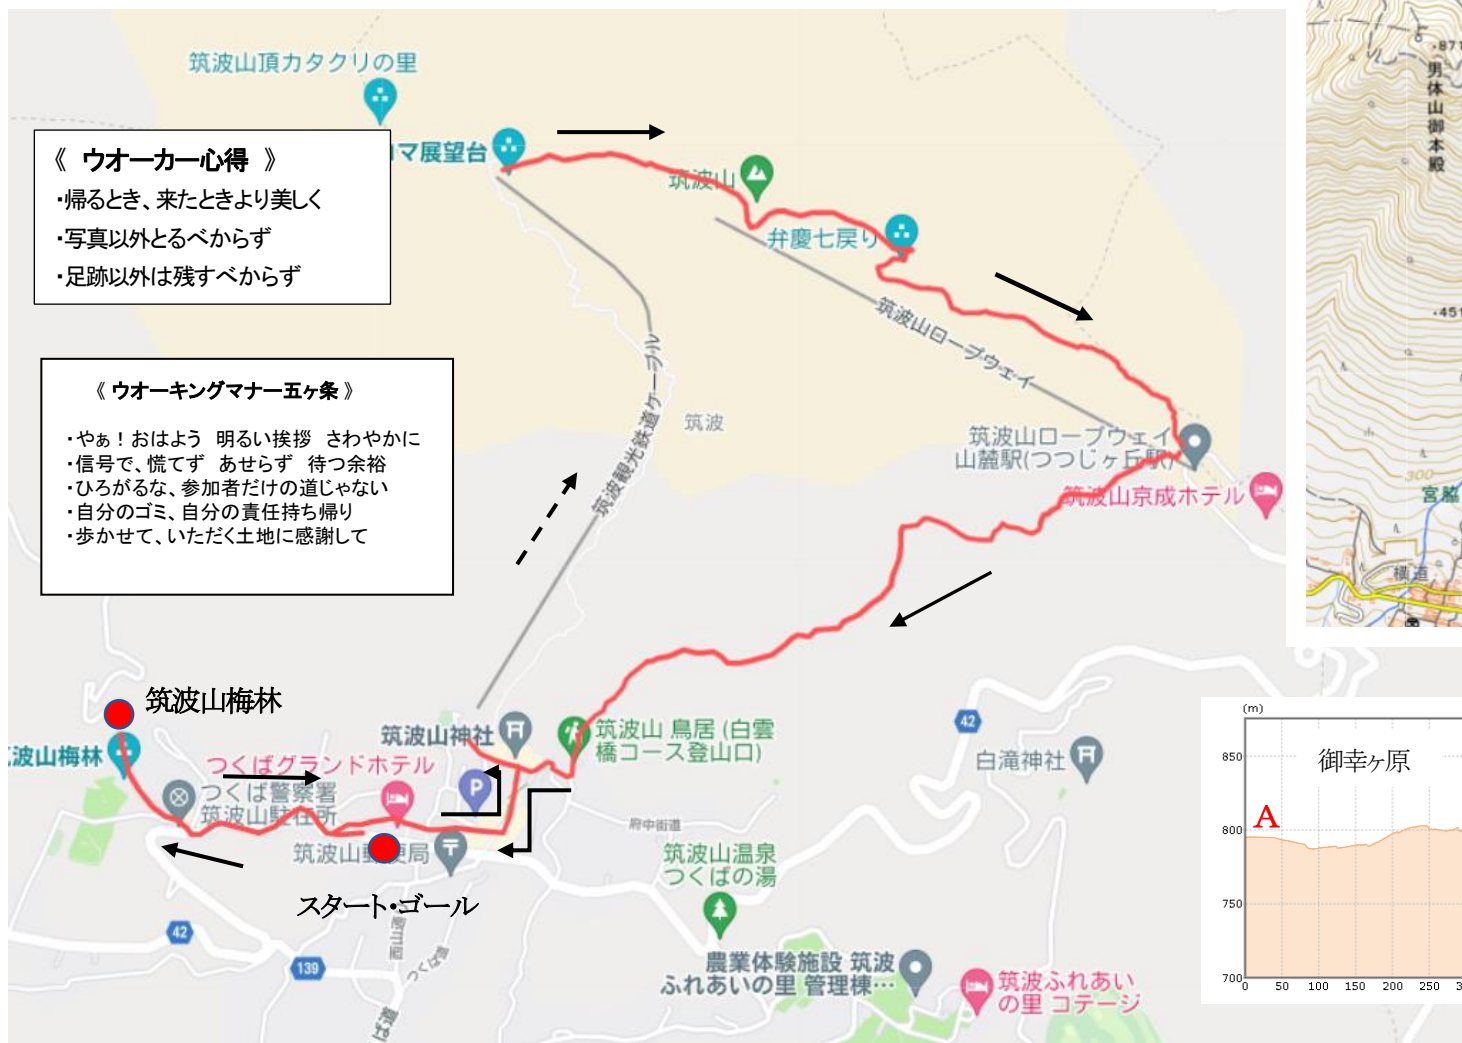 筑波山頂カタクリの里
マ展望台
《 ウオーカー心得 》
・帰るとき、来たときより美しく
・写真以外とるべからず
・足跡以外は残すべからず
筑波山
弁慶七戻り
筑波山ロープウェイ
筑波観光鉄道ケーブル
《 ウオーキングマナー五ヶ条 》
・やぁ！おはよう 明るい挨拶 さわやかに
・信号で、慌てず あせらず 待つ余裕
・ひろがるな、参加者だけの道じゃない
・自分のゴミ、自分の責任持ち帰り
・歩かせて、いただく土地に感謝して
筑波
筑波山ロープウェイ
山麓駅(つつじヶ丘駅)
筑波山京成ホテル
筑波山梅林
波山梅林
筑波山神社
筑波山 鳥居 (白雲
橋コース登山口)
つくばグランドホテル
つくば警察署
筑波山駐在所
P
筑波山郵便局
スタート・ゴール
府中街道
筑波山温泉
つくばの湯
42
白滝神社
42
139
西山通り
つくば道
ば道
農業体験施設 筑波
ふれあいの里 管理棟…
筑波ふれあい
の里 コテージ
・871
男体山御本殿
・451
300
宮脇
横道
(m)
御幸ヶ原
A
850
800
750
700
0 50 100 150 200 250